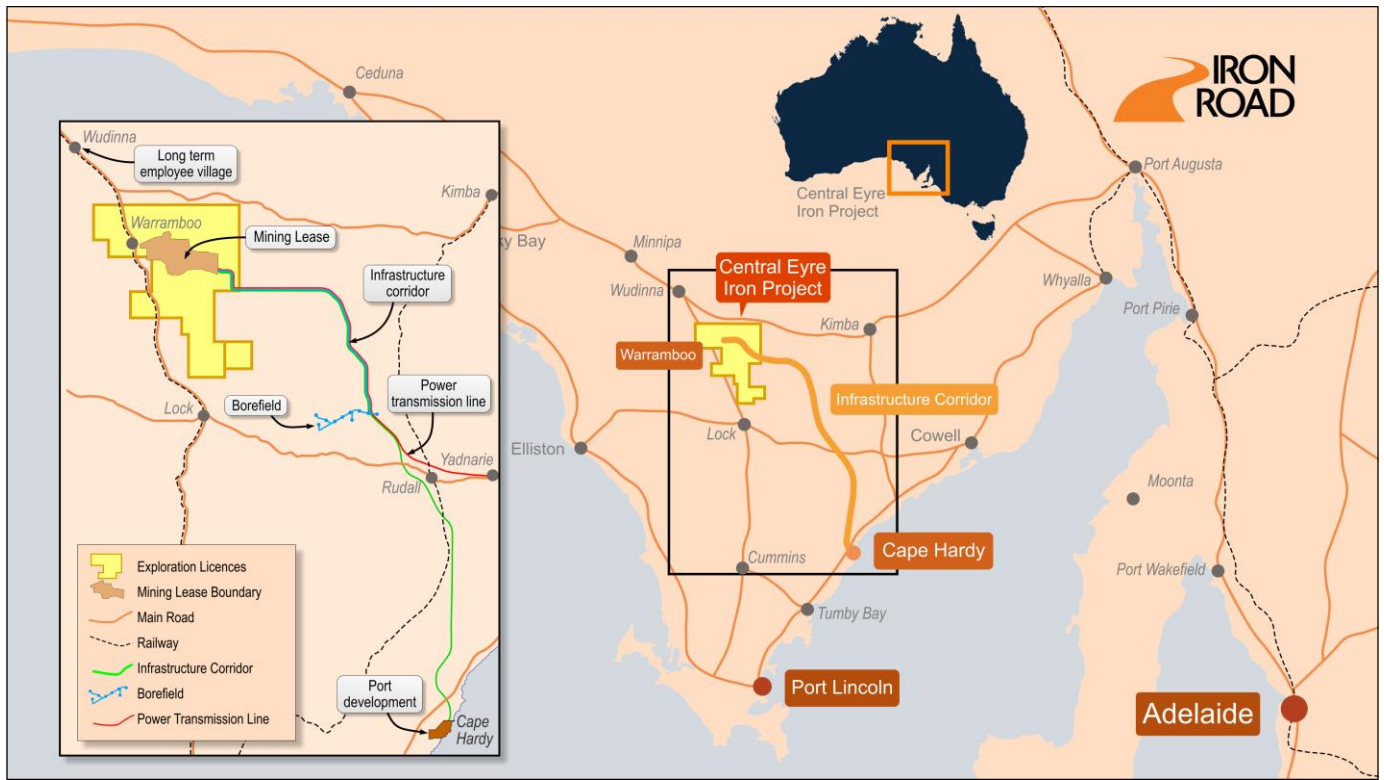 Ceduna
IRON
ROAD
Wudinna
Long term
employee village
Kimba
Warramboo
Mining Lease
Infrastructure
corridor
Power
transmission line
Borefield
Lock
Yadnarie
Rudall
Exploration Licences
Mining Lease Boundary
Main Road
Railway
Infrastructure Corridor
Borefield
Power Transmission Line
Port
development
Cape
Hardy
Central Eyre
Iron Project
Port Augusta
ky Bay
Minnipa
Central Eyre
Iron Project
Whyalla
Wudinna
Port Pirie
Kimba
Warramboo
Infrastructure Corridor
Lock
Cowell
Elliston
Moonta
Cape Hardy
Cummins
Port Wakefield
Tumby Bay
Port Lincoln
Adelaide